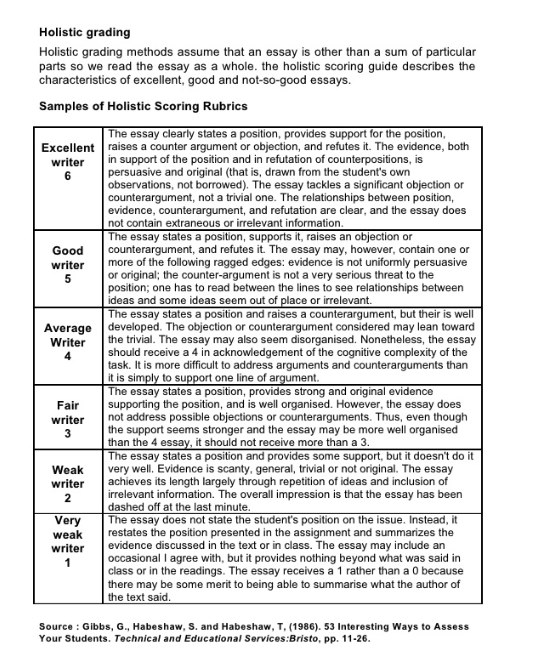 Holistic grading
Holistic grading methods assume that an essay is other than a sum of particular
parts so we read the essay as a whole. the holistic scoring guide describes the
characteristics of excellent, good and not-so-good essays.
Samples of Holistic Scoring Rubrics
Excellent
writer
6
The essay clearly states a position, provides support for the position,
raises a counter argument or objection, and refutes it. The evidence, both
in support of the position and in refutation of counterpositions, is
persuasive and original (that is, drawn from the student's own
observations, not borrowed). The essay tackles a significant objection or
counterargument, not a trivial one. The relationships between position,
evidence, counterargument, and refutation are clear, and the essay does
not contain extraneous or irrelevant information.
Good
writer
5
The essay states a position, supports it, raises an objection or
counterargument, and refutes it. The essay may, however, contain one or
more of the following ragged edges: evidence is not uniformly persuasive
or original; the counter-argument is not a very serious threat to the
position; one has to read between the lines to see relationships between
ideas and some ideas seem out of place or irrelevant.
Average
Writer
4
The essay states a position and raises a counterargument, but their is well
developed. The objection or counterargument considered may lean toward
the trivial. The essay may also seem disorganised. Nonetheless, the essay
should receive a 4 in acknowledgement of the cognitive complexity of the
task. It is more difficult to address arguments and counterarguments than
it is simply to support one line of argument.
Fair
writer
3
The essay states a position, provides strong and original evidence
supporting the position, and is well organised. However, the essay does
not address possible objections or counterarguments. Thus, even though
the support seems stronger and the essay may be more well organised
than the 4 essay, it should not receive more than a 3.
Weak
writer
2
The essay states a position and provides some support, but it doesn't do it
very well. Evidence is scanty, general, trivial or not original. The essay
achieves its length largely through repetition of ideas and inclusion of
irrelevant information. The overall impression is that the essay has been
dashed off at the last minute.
Very
weak
writer
1
The essay does not state the student's position on the issue. Instead, it
restates the position presented in the assignment and summarizes the
evidence discussed in the text or in class. The essay may include an
occasional I agree with, but it provides nothing beyond what was said in
class or in the readings. The essay receives a 1 rather than a 0 because
there may be some merit to being able to summarise what the author of
the text said.
Source : Gibbs, G., Habeshaw, S. and Habeshaw, T, (1986). 53 Interesting Ways to Assess
Your Students. Technical and Educational Services:Bristo, pp. 11-26.